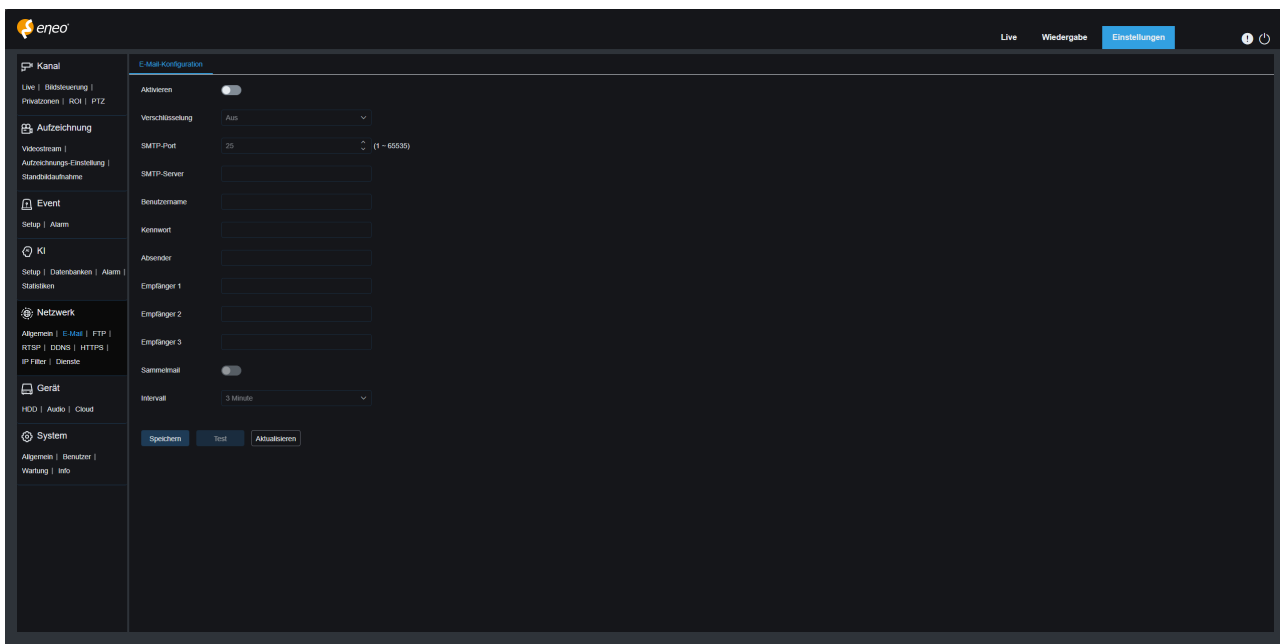 eneo
Live Wiedergabe Einstellungen
Kanal
Live | Bildsteuerung |
Privatzonen | ROI | PTZ
Aufzeichnung
Videostream |
Aufzeichnungs-Einstellung |
Standbildaufnahme
Event
Setup | Alarm
KI
Setup | Datenbanken | Alarm |
Statistiken
Netzwerk
Allgemein | E-Mail | FTP |
RTSP | DDNS | HTTPS |
IP Filter | Dienste
Gerät
HDD | Audio | Cloud
System
Allgemein | Benutzer |
Wartung | Info
E-Mail-Konfiguration
Aktivieren
Verschlüsselung Aus
SMTP-Port 25 (1 ~ 65535)
SMTP-Server
Benutzername
Kennwort
Absender
Empfänger 1
Empfänger 2
Empfänger 3
Sammelmail
Intervall 3 Minute
Speichern Test Aktualisieren